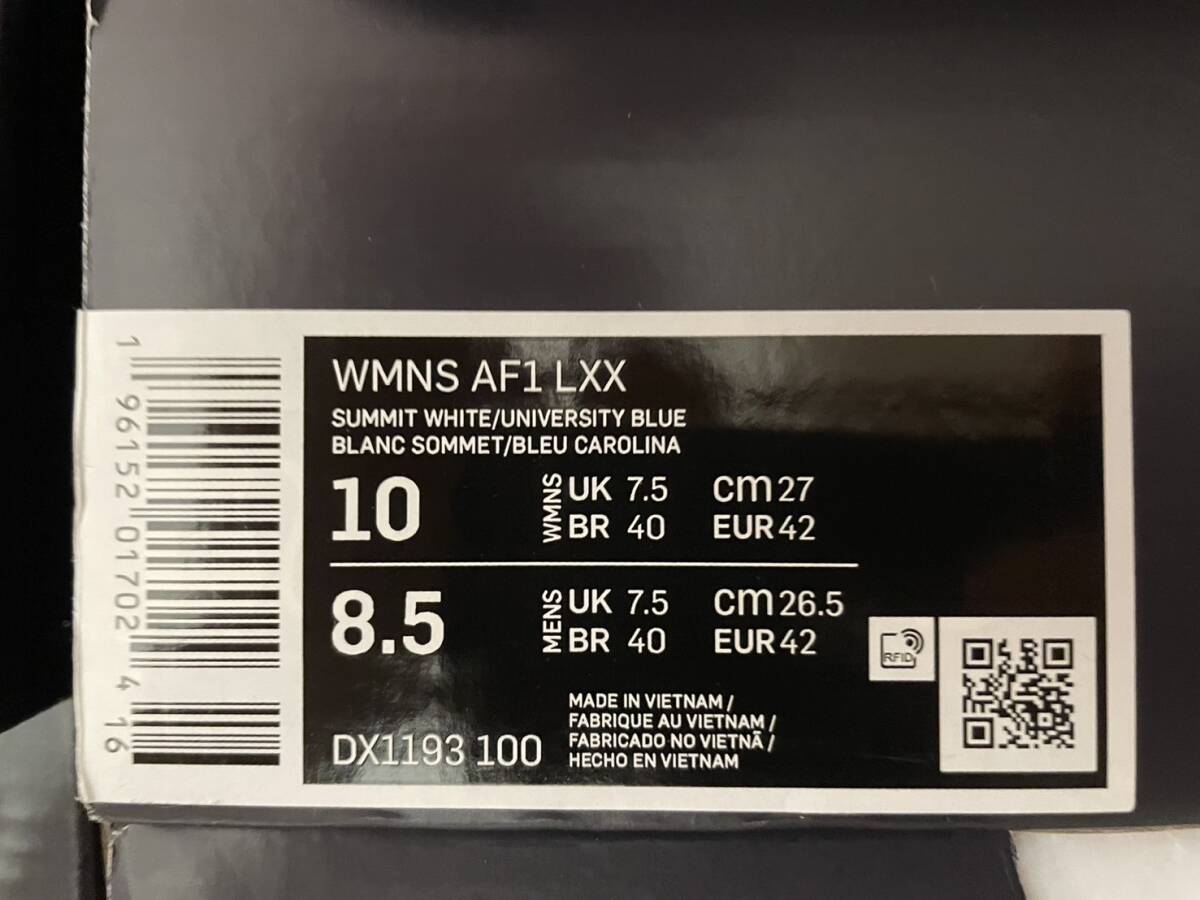 WMNS AF1 LXX
SUMMIT WHITE/UNIVERSITY BLUE
BLANC SOMMET/BLEU CAROLINA
10 WMNS UK 7.5 cm 27
BR 40 EUR 42
8.5 MENS UK 7.5 cm 26.5
BR 40 EUR 42
RFID
MADE IN VIETNAM /
FABRIQUE AU VIETNAM /
FABRICADO NO VIETNÃ /
HECHO EN VIETNAM
DX1193 100
1 96152 01702 4 16